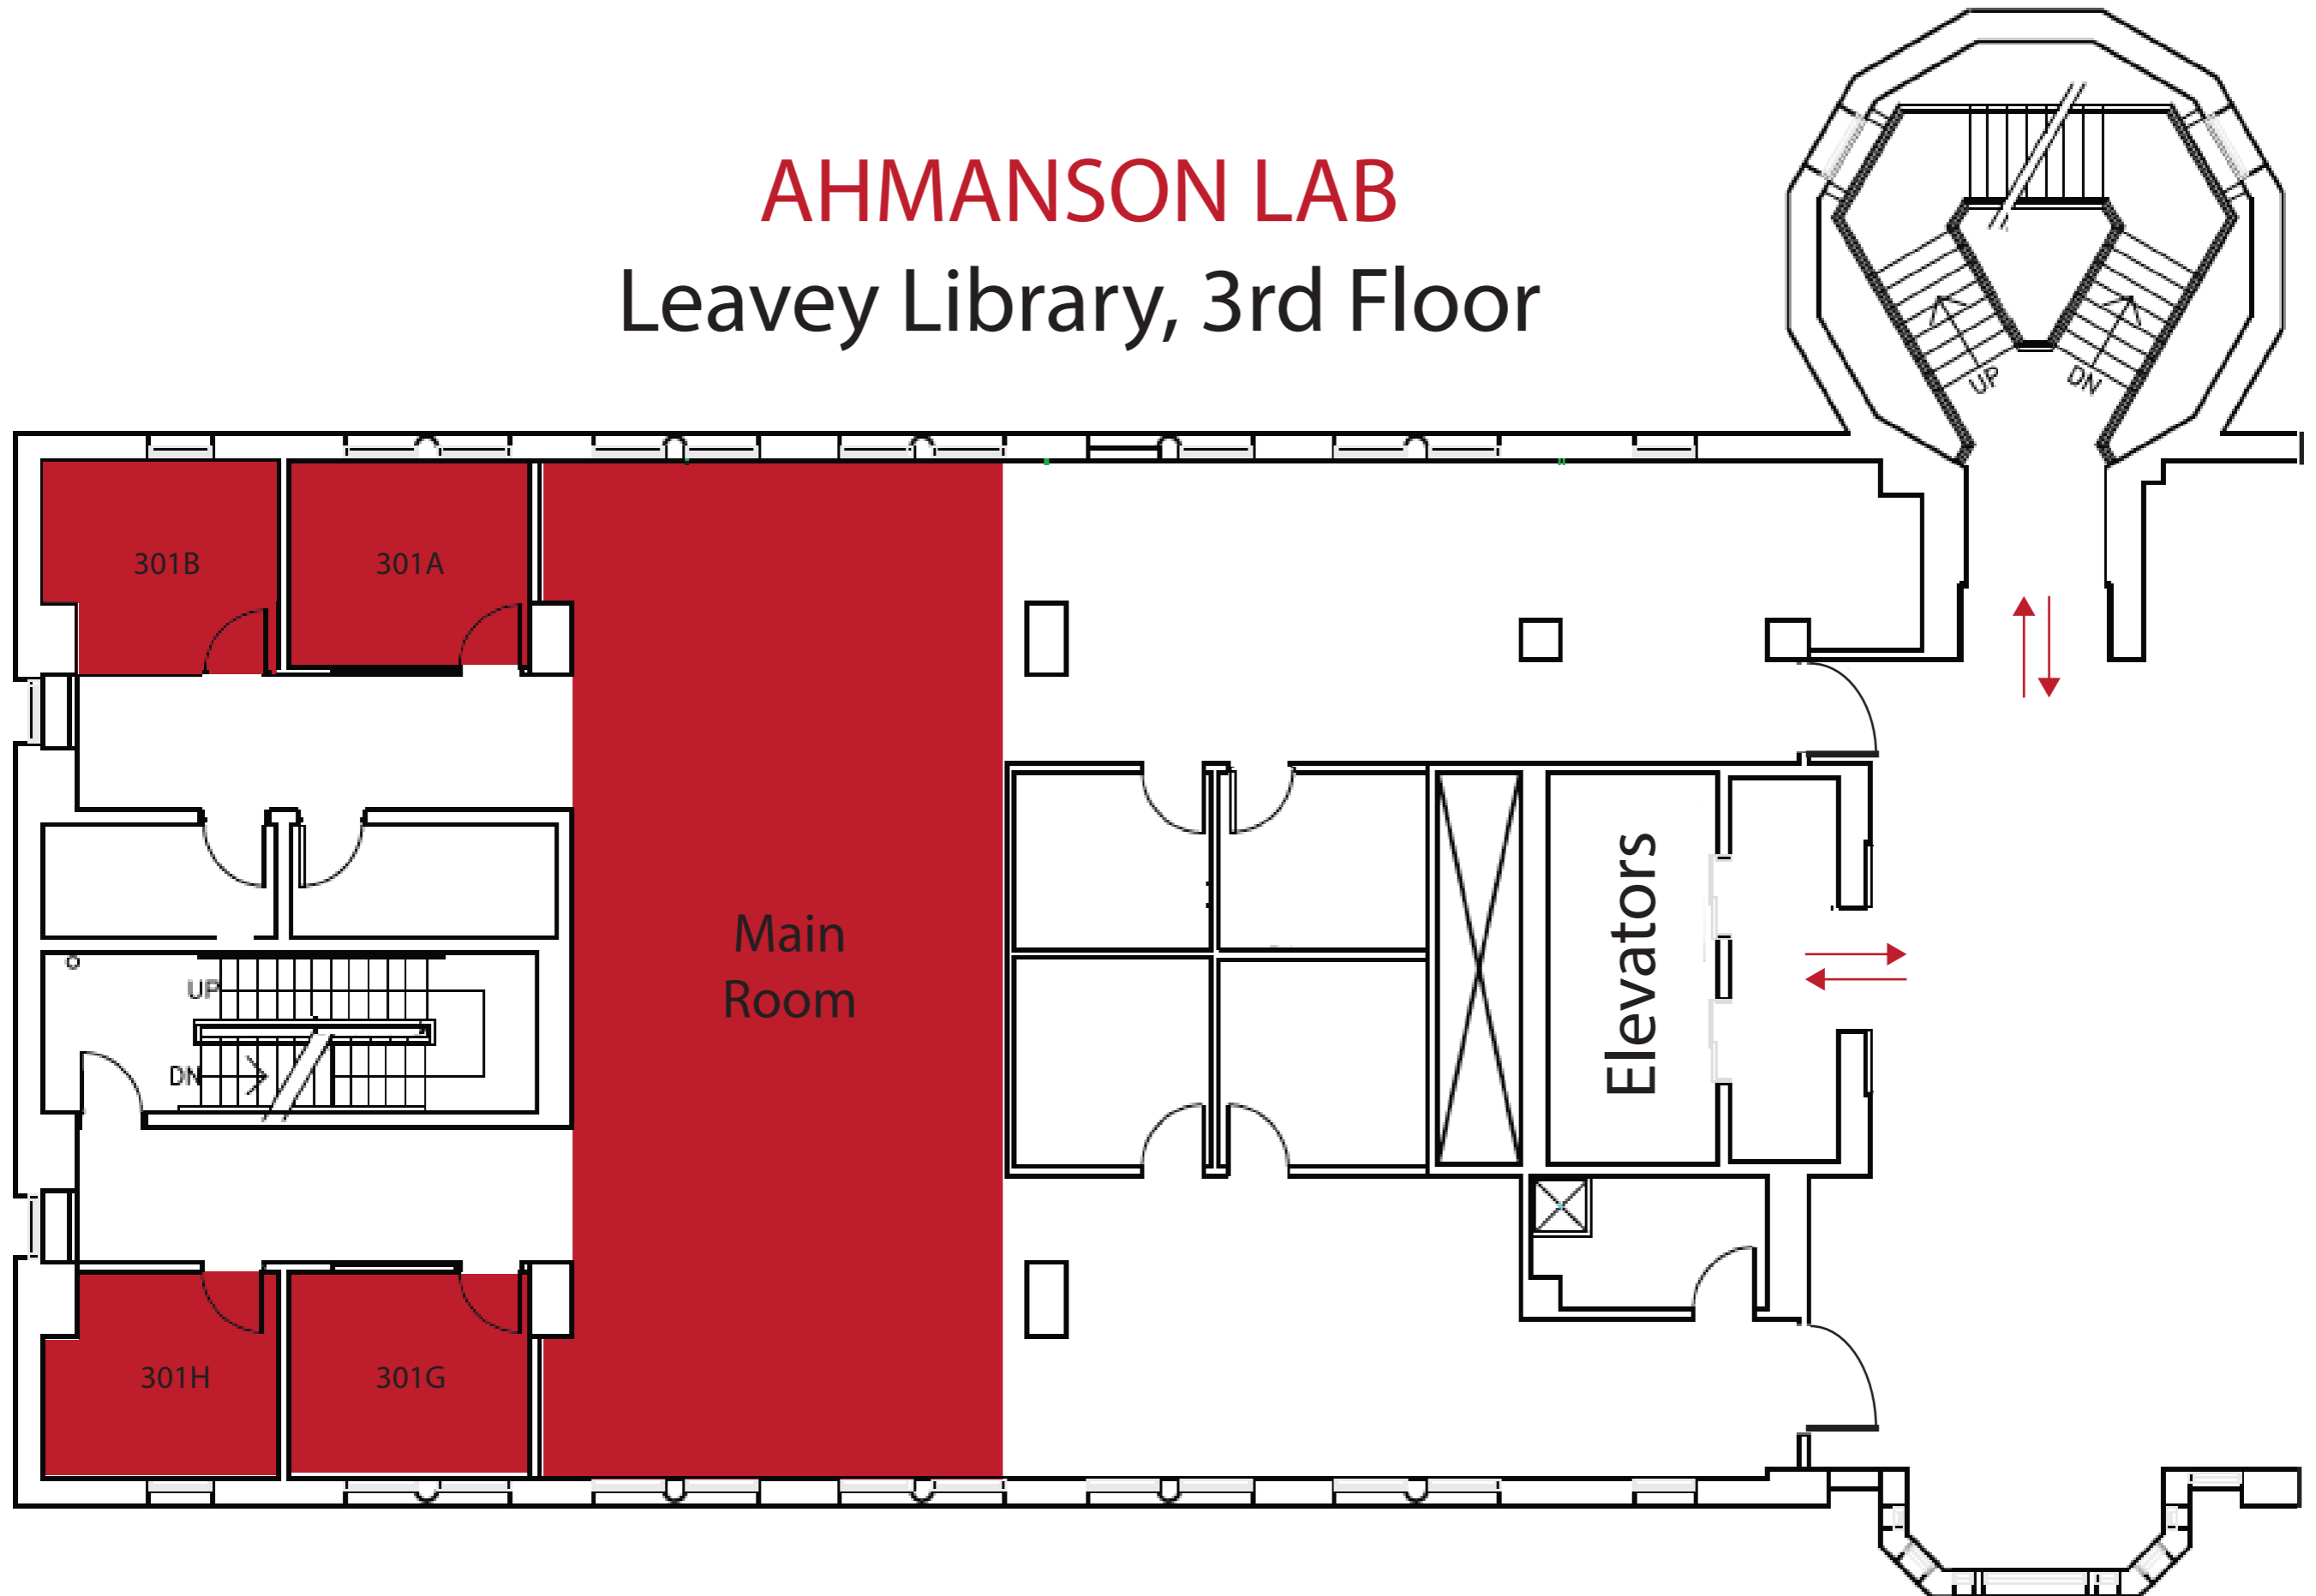 AHMANSON LAB
Leavey Library, 3rd Floor
UP
DN
301B
301A
Main
Room
Elevators
UP
DN
301H
301G